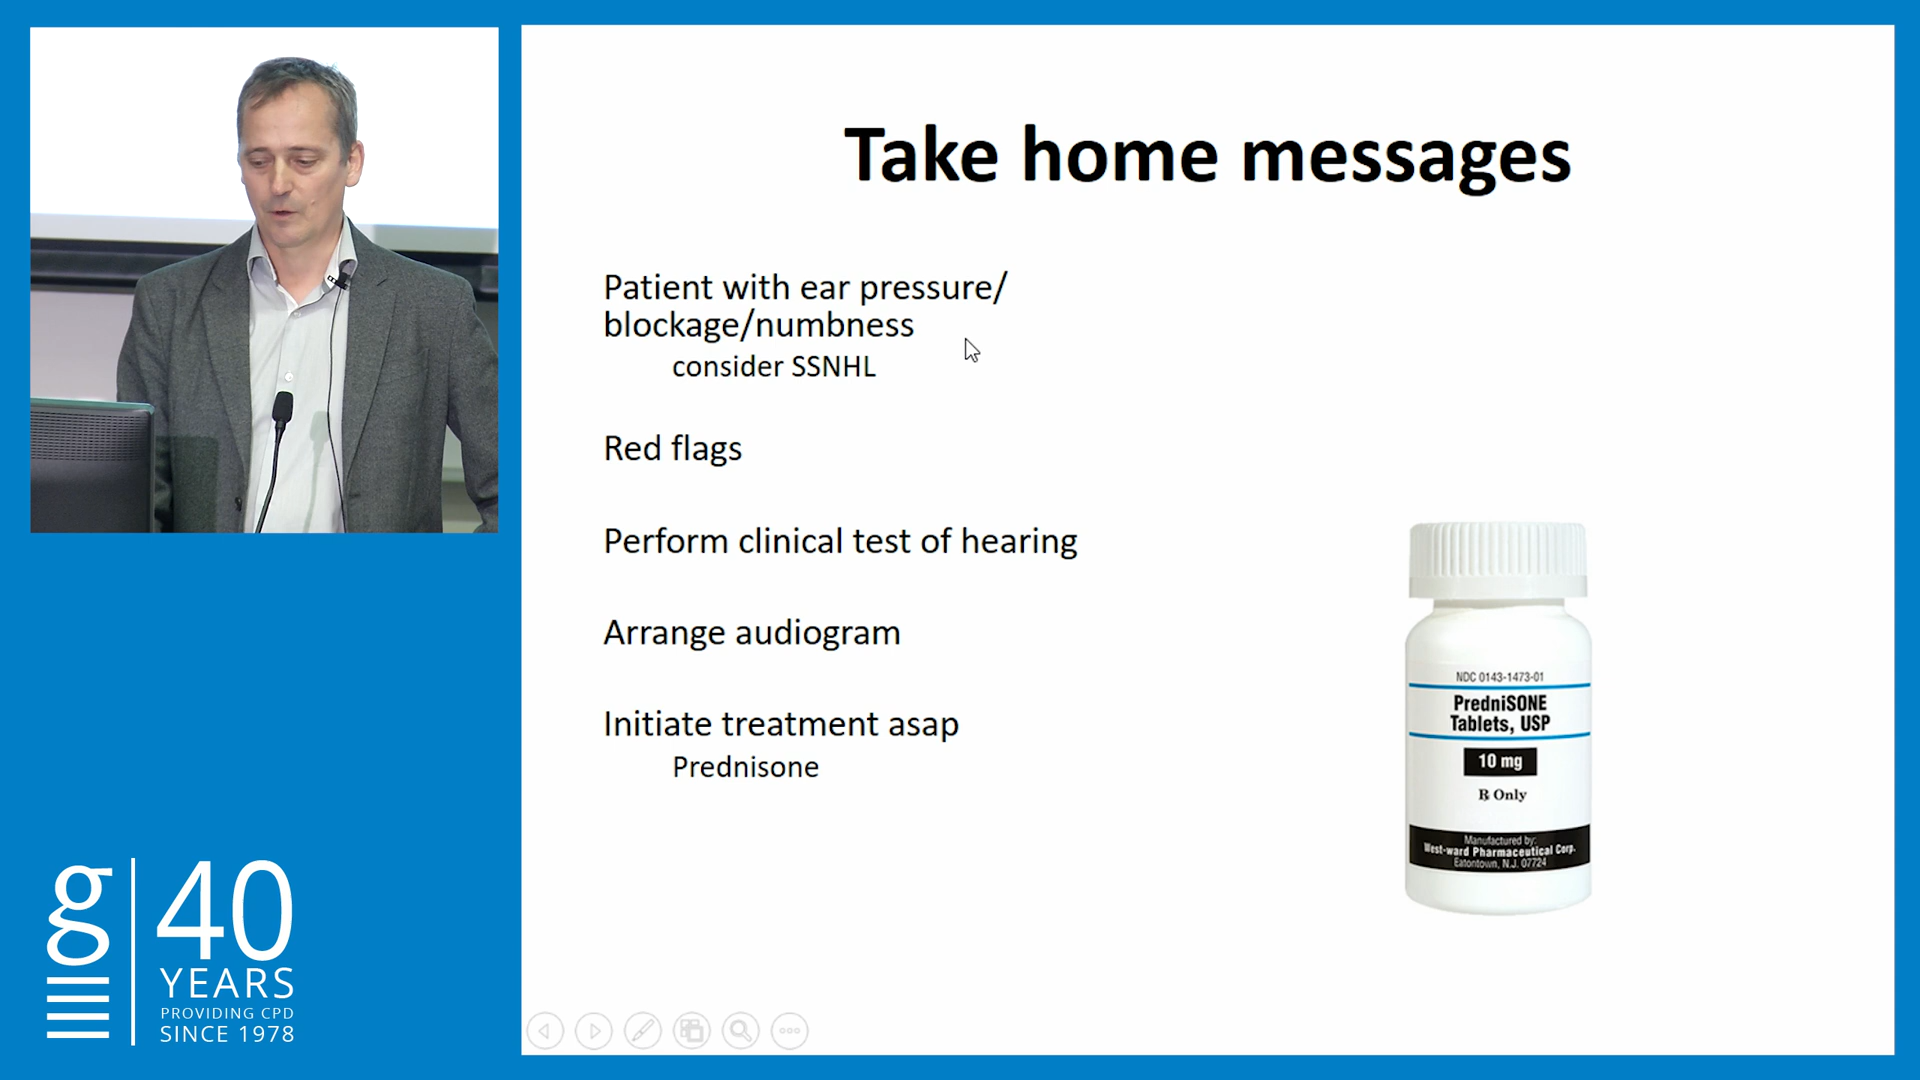 Take home messages
Patient with ear pressure/
blockage/numbness
consider SSNHL
Red flags
Perform clinical test of hearing
Arrange audiogram
Initiate treatment asap
Prednisone
NDC 0143-1473-01
PredniSONE
Tablets, USP
10 mg
℞ Only
Manufactured by:
West-ward Pharmaceutical Corp.
Eatontown, N.J. 07724
g
40
YEARS
PROVIDING CPD
SINCE 1978